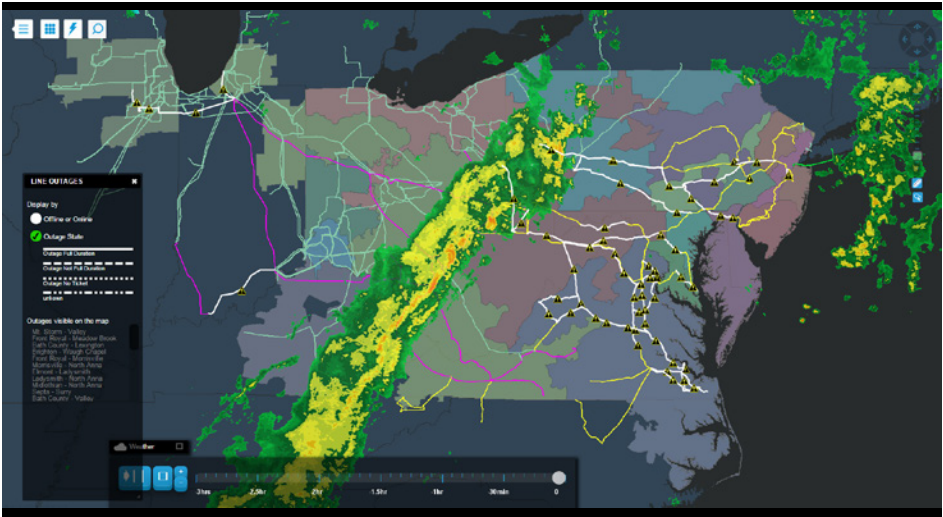 LINE OUTAGES
Display by
Offline or Online
Outage State
Outage Full Duration
Outage Not Full Duration
Outage No Ticket
unknown
Outages visible on the map
Mt. Storm - Valley
Front Royal - Meadow Brook
Bath County - Lexington
Brighton - Waugh Chapel
Front Royal - Morrisville
Morrisville - North Anna
Elmont - Ladysmith
Ladysmith - North Anna
Midlothian - North Anna
Septa - Surry
Bath County - Valley
Weather
3hrs -2.5hr -2hr -1.5hr -1hr -30min 0